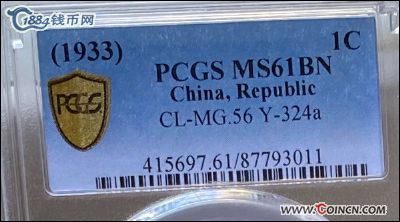 1884钱币网
(1933)
1C
PCGS MS61BN
China, Republic
CL-MG.56 Y-324a
PCGS
415697.61/87793011
www.COINCN.COM